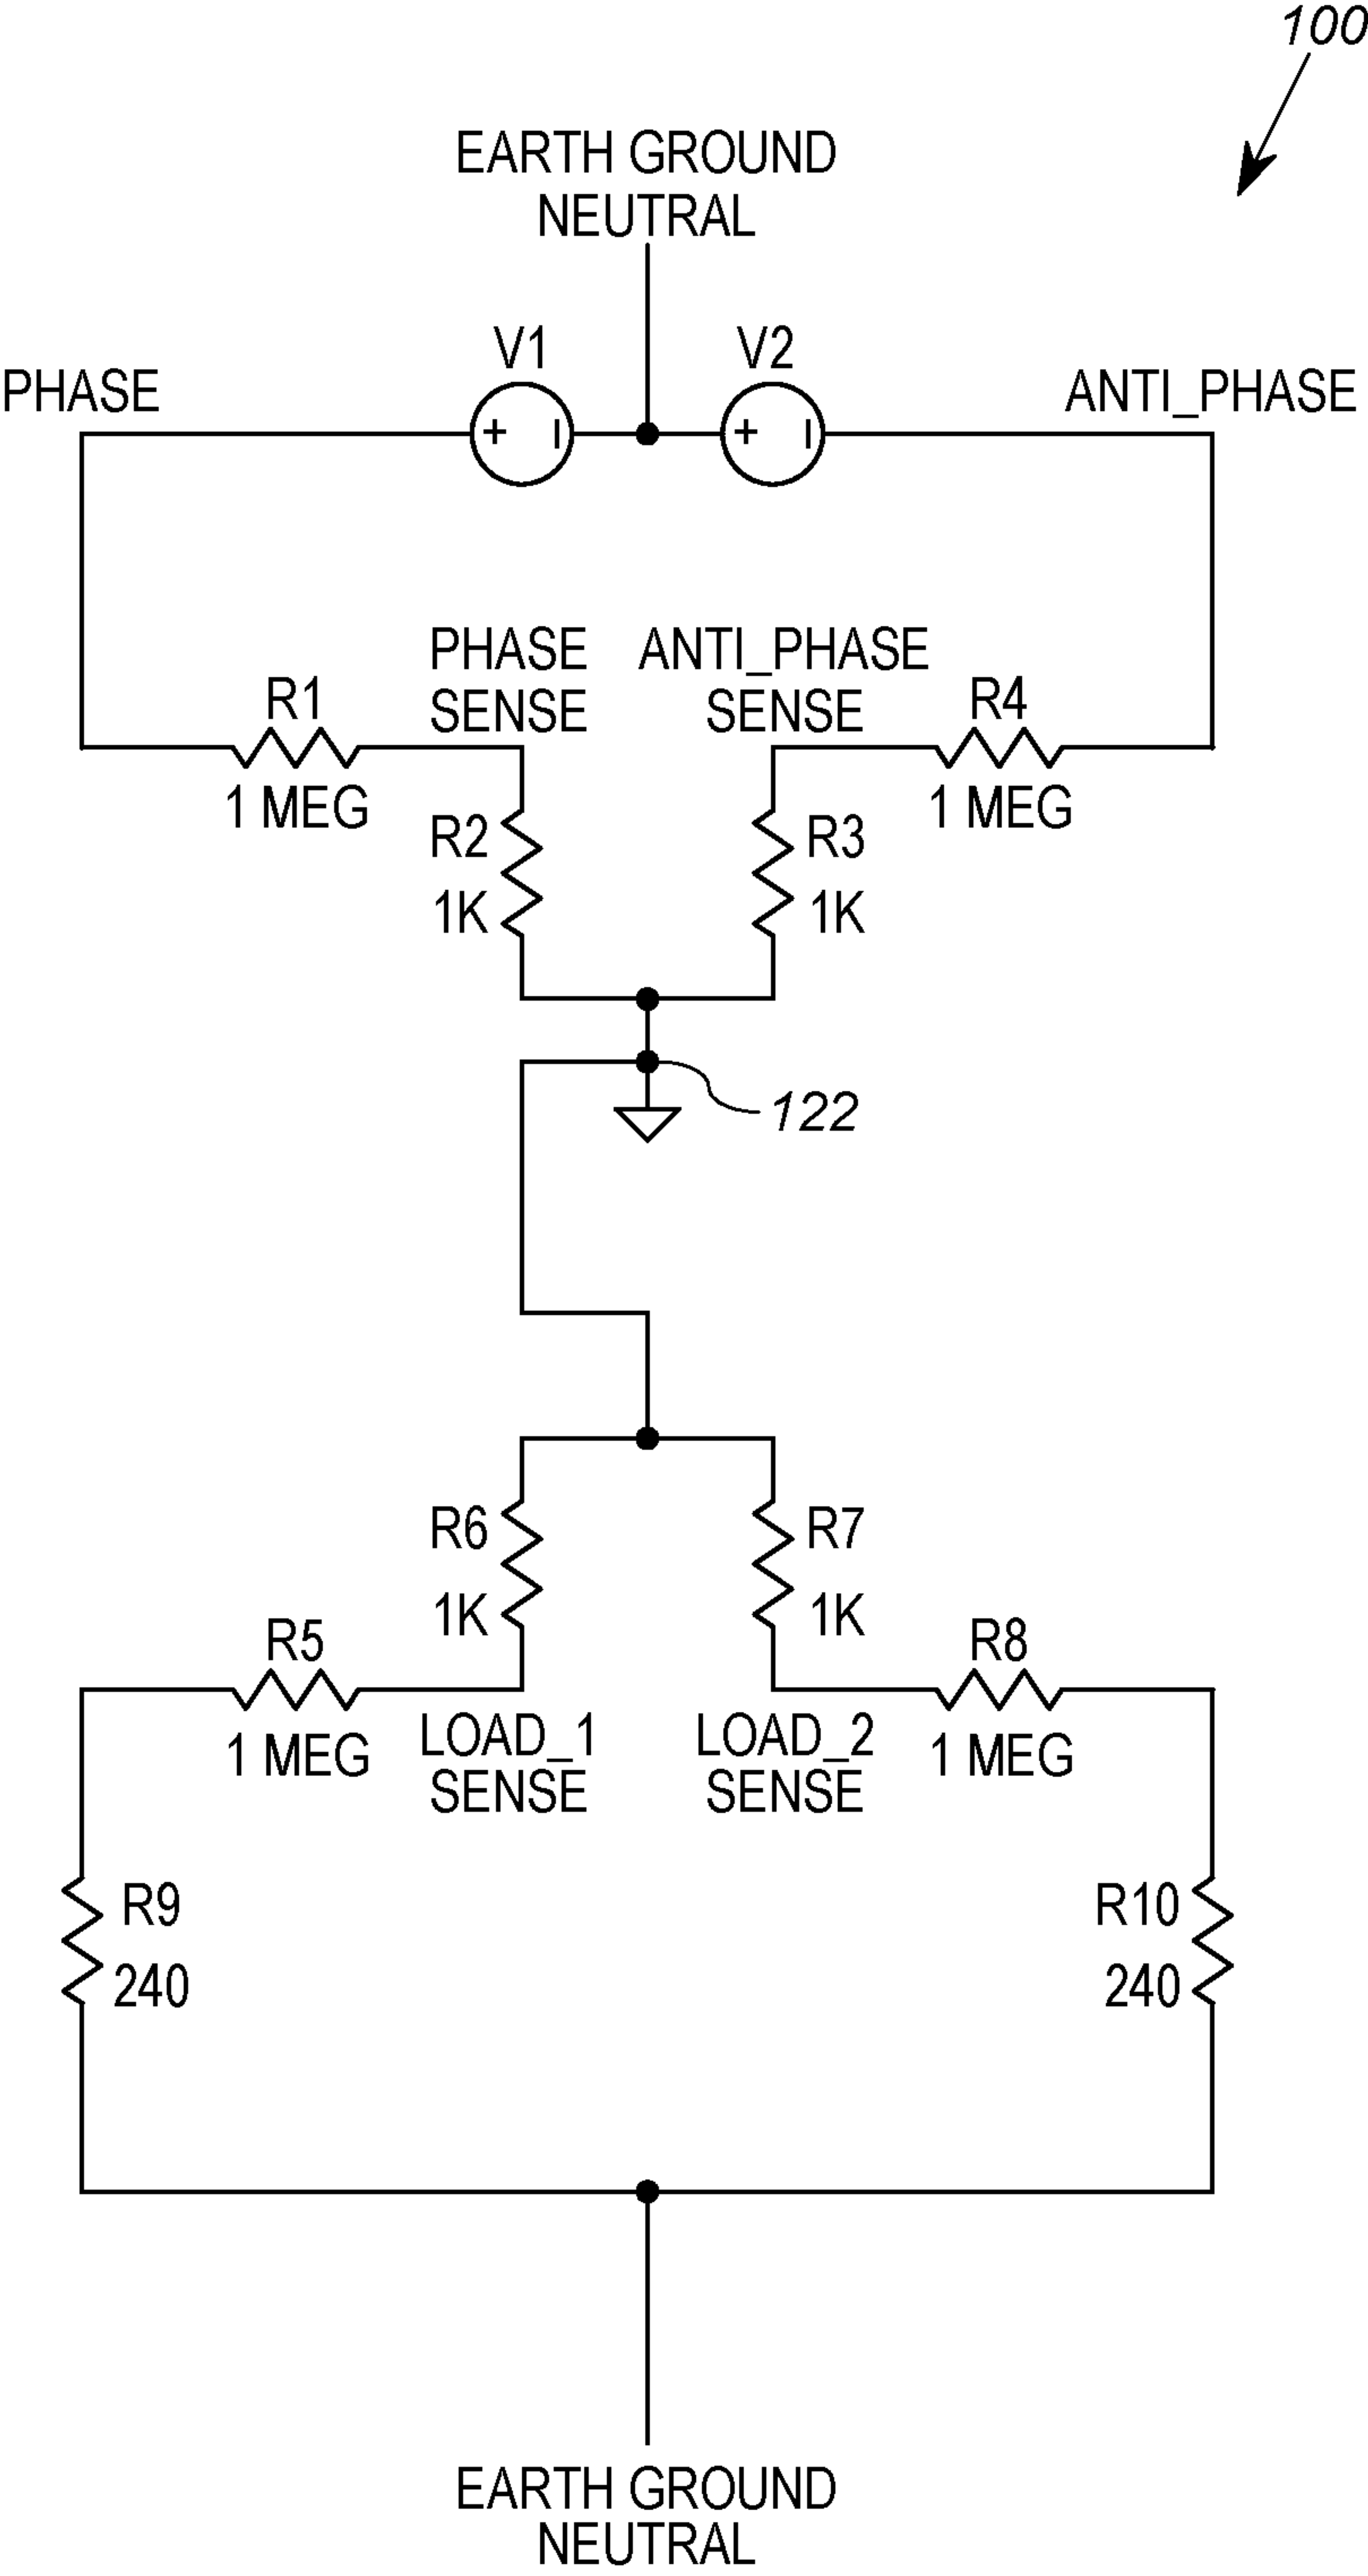 100
EARTH GROUND
NEUTRAL
V1
V2
PHASE
ANTI_PHASE
+
+
PHASE
SENSE
ANTI_PHASE
SENSE
R1
R4
1 MEG
1 MEG
R2
1K
R3
1K
122
R6
1K
R7
1K
R5
R8
1 MEG
1 MEG
LOAD_1
SENSE
LOAD_2
SENSE
R9
240
R10
240
EARTH GROUND
NEUTRAL